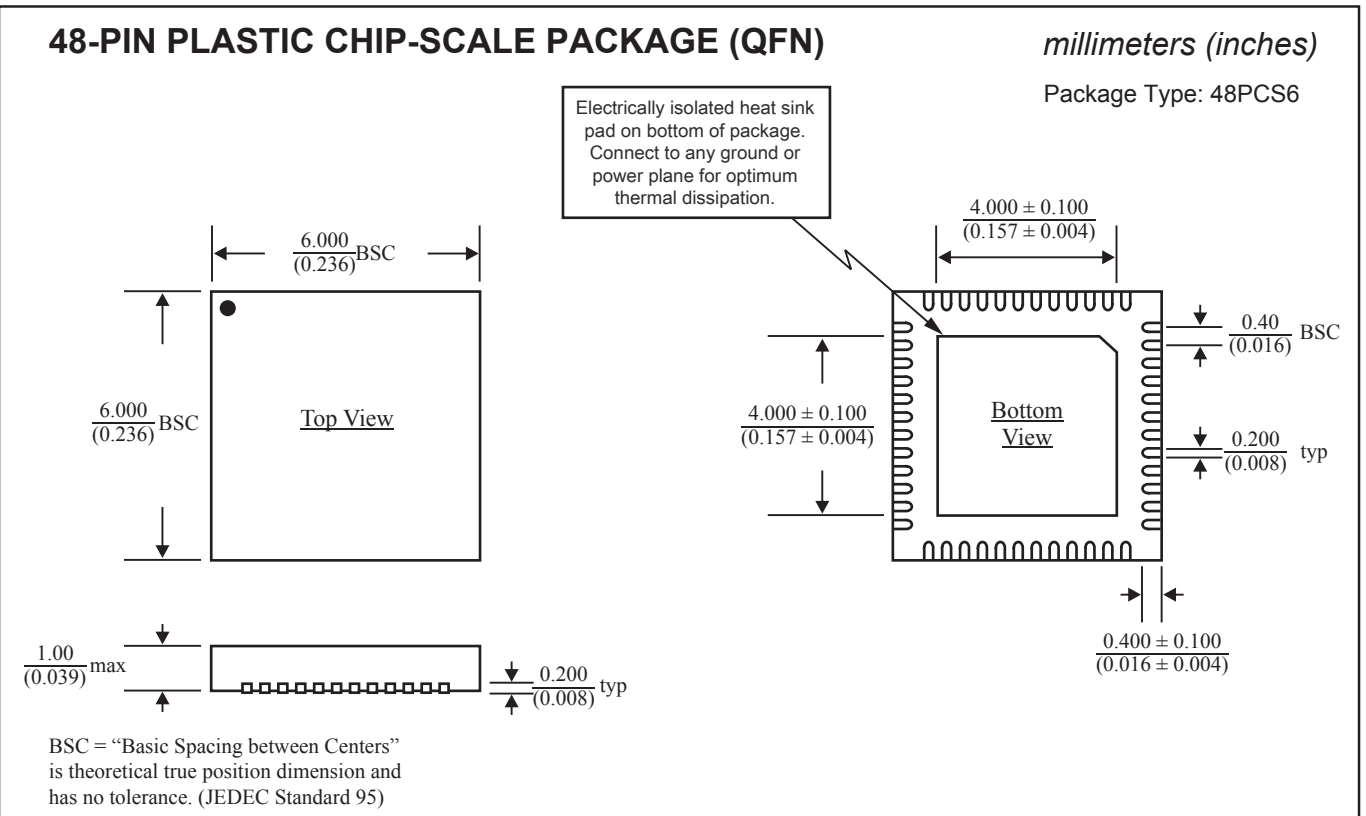 48-PIN PLASTIC CHIP-SCALE PACKAGE (QFN)
millimeters (inches)
Package Type: 48PCS6
Electrically isolated heat sink
pad on bottom of package.
Connect to any ground or
power plane for optimum
thermal dissipation.
6.000
(0.236)
BSC
4.000 ± 0.100
(0.157 ± 0.004)
6.000
(0.236)
BSC
Top View
4.000 ± 0.100
(0.157 ± 0.004)
Bottom
View
0.40
(0.016)
BSC
0.200
(0.008)
typ
1.00
(0.039)
max
0.200
(0.008)
typ
0.400 ± 0.100
(0.016 ± 0.004)
BSC = “Basic Spacing between Centers”
is theoretical true position dimension and
has no tolerance. (JEDEC Standard 95)